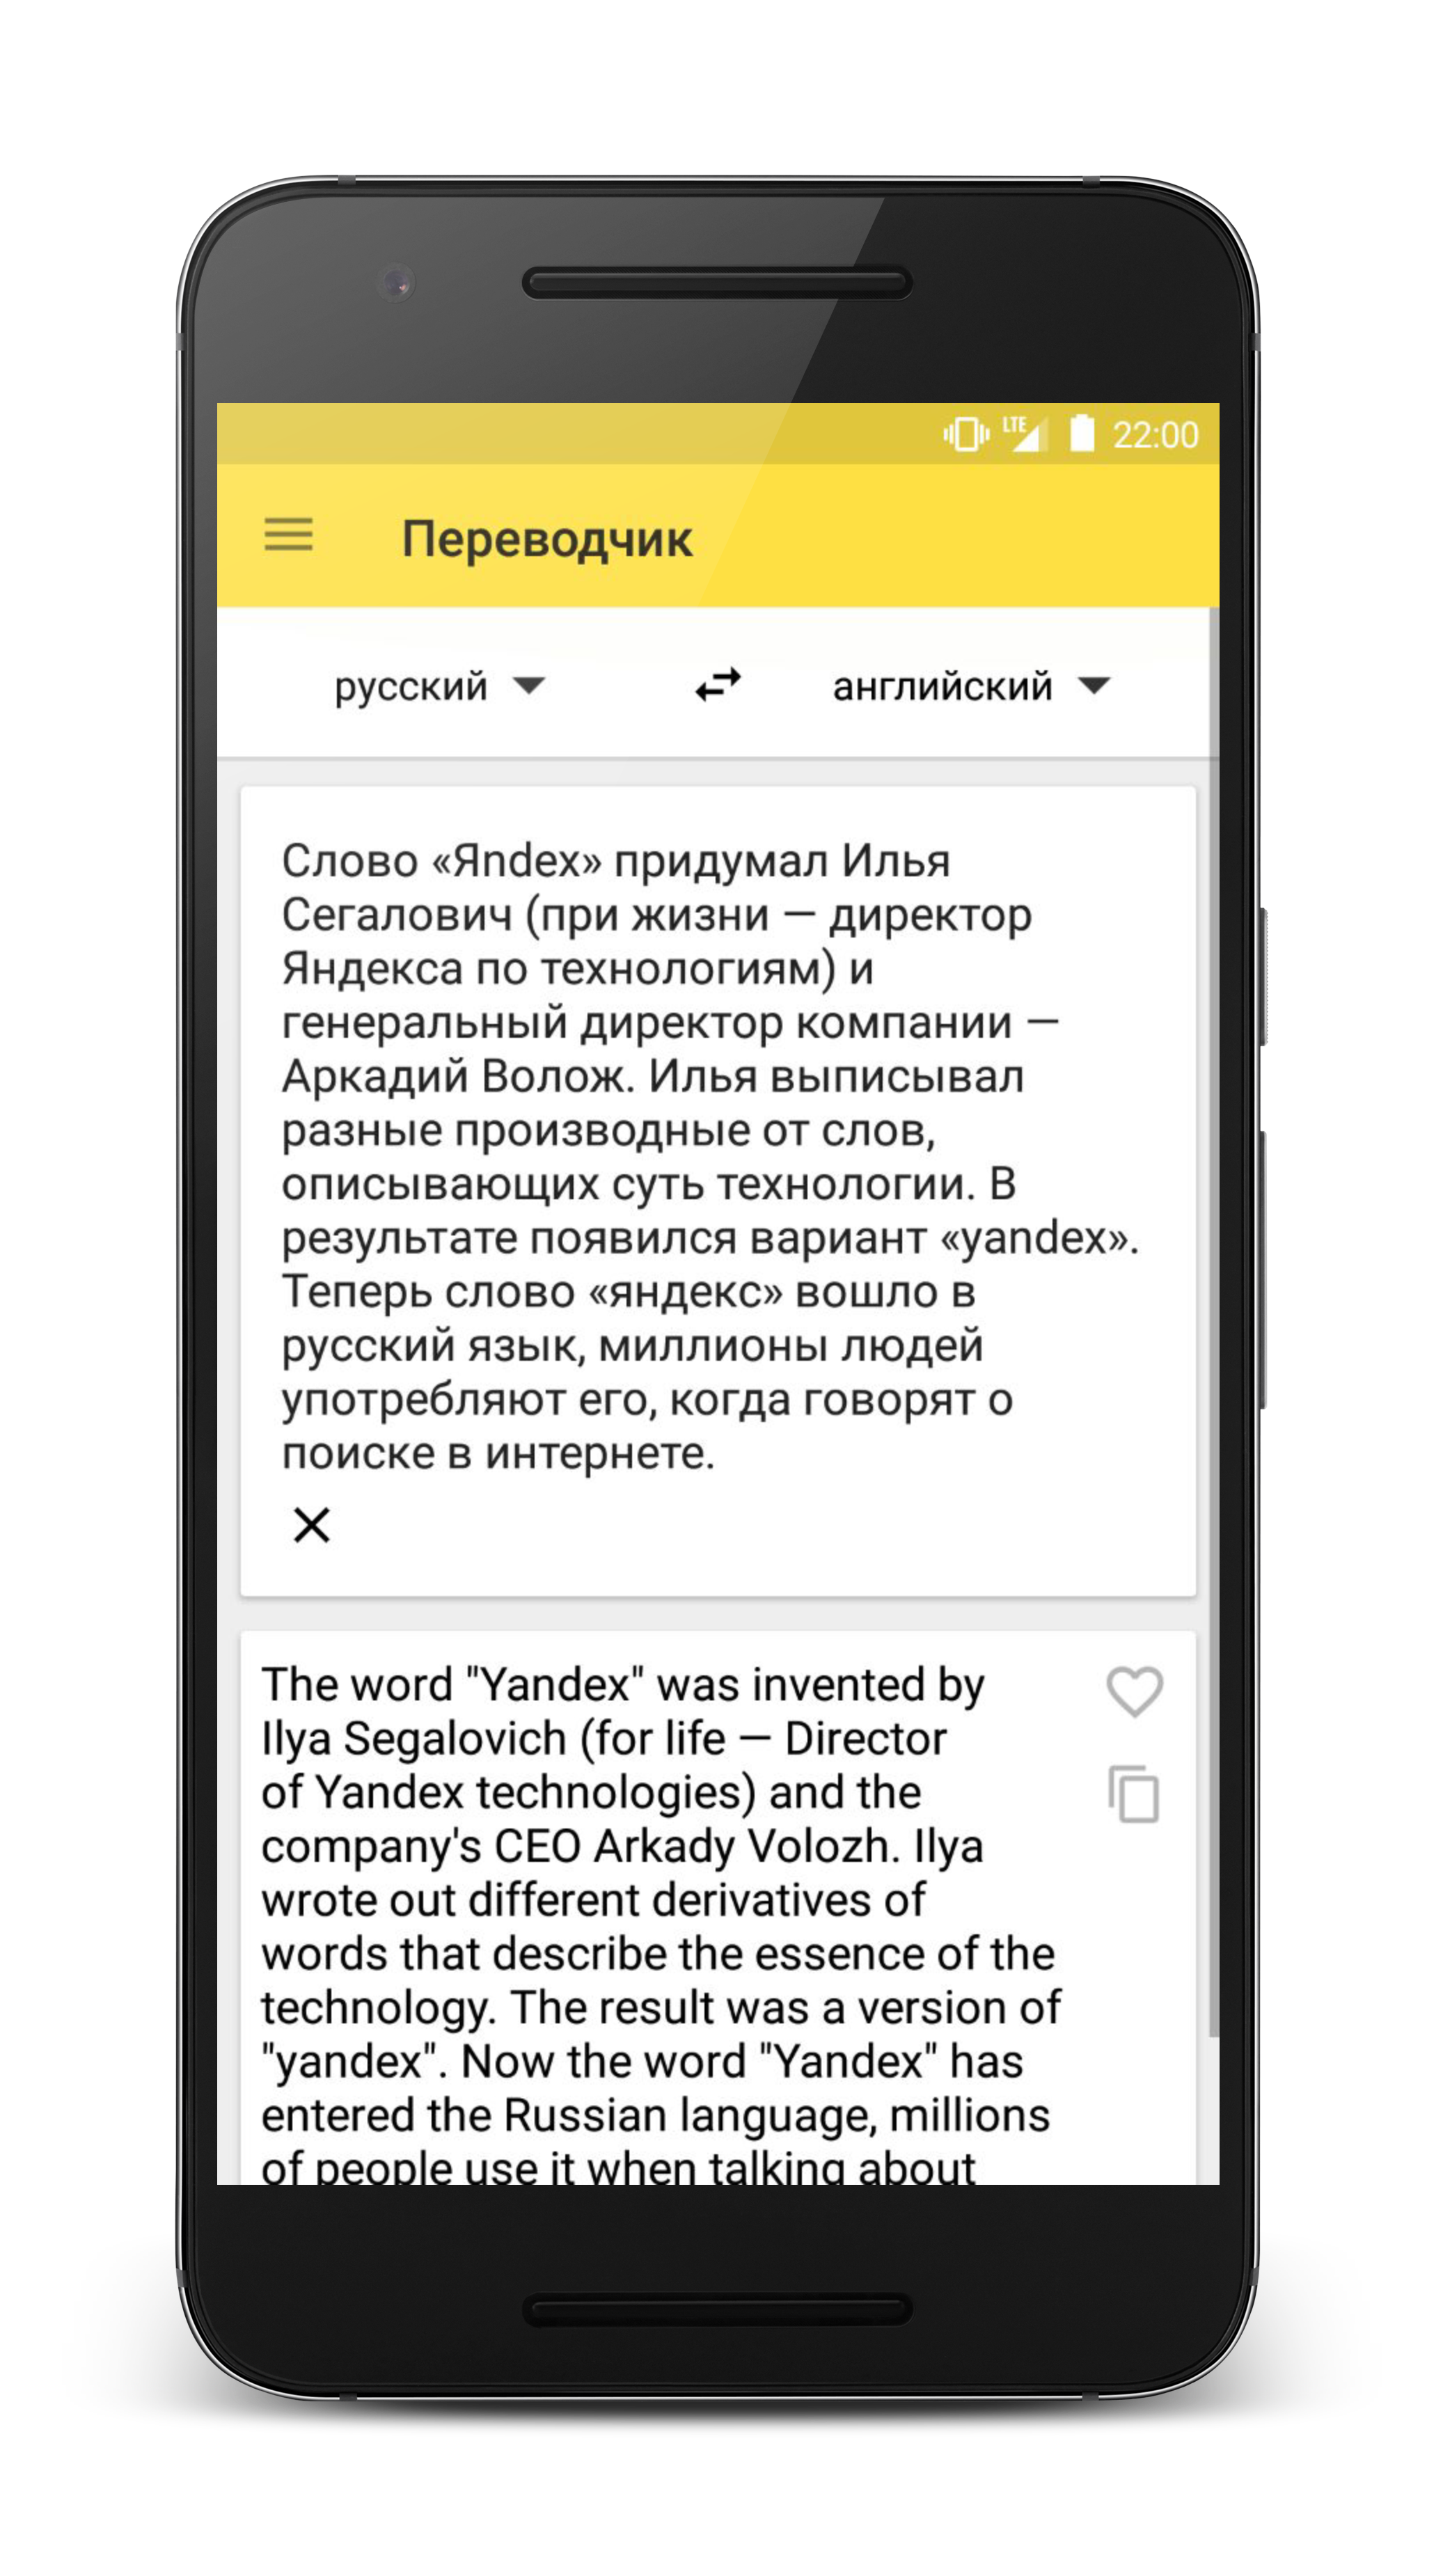 LTE 22:00
Переводчик
русский английский
Слово «Яndex» придумал Илья
Сегалович (при жизни — директор
Яндекса по технологиям) и
генеральный директор компании —
Аркадий Волож. Илья выписывал
разные производные от слов,
описывающих суть технологии. В
результате появился вариант «yandex».
Теперь слово «яндекс» вошло в
русский язык, миллионы людей
употребляют его, когда говорят о
поиске в интернете.
The word "Yandex" was invented by
Ilya Segalovich (for life — Director
of Yandex technologies) and the
company's CEO Arkady Volozh. Ilya
wrote out different derivatives of
words that describe the essence of the
technology. The result was a version of
"yandex". Now the word "Yandex" has
entered the Russian language, millions
of people use it when talking about